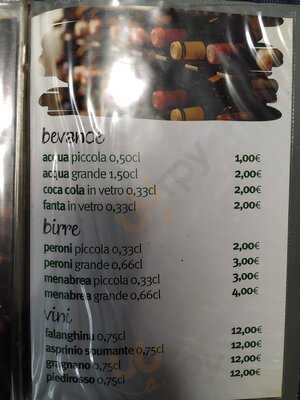 bevande
acqua piccola 0,50cl 1,00€
acqua grande 1,50cl 2,00€
coca cola in vetro 0,33cl 2,00€
fanta in vetro 0,33cl 2,00€
birre
peroni piccola 0,33cl 2,00€
peroni grande 0,66cl 3,00€
menabrea piccola 0,33cl 3,00€
menabrea grande 0,66cl 4,00€
vini
falanghina 0,75cl 12,00€
asprinio spumante 0,75cl 12,00€
gragnano 0,75cl 12,00€
piedirosso 0,75cl 12,00€